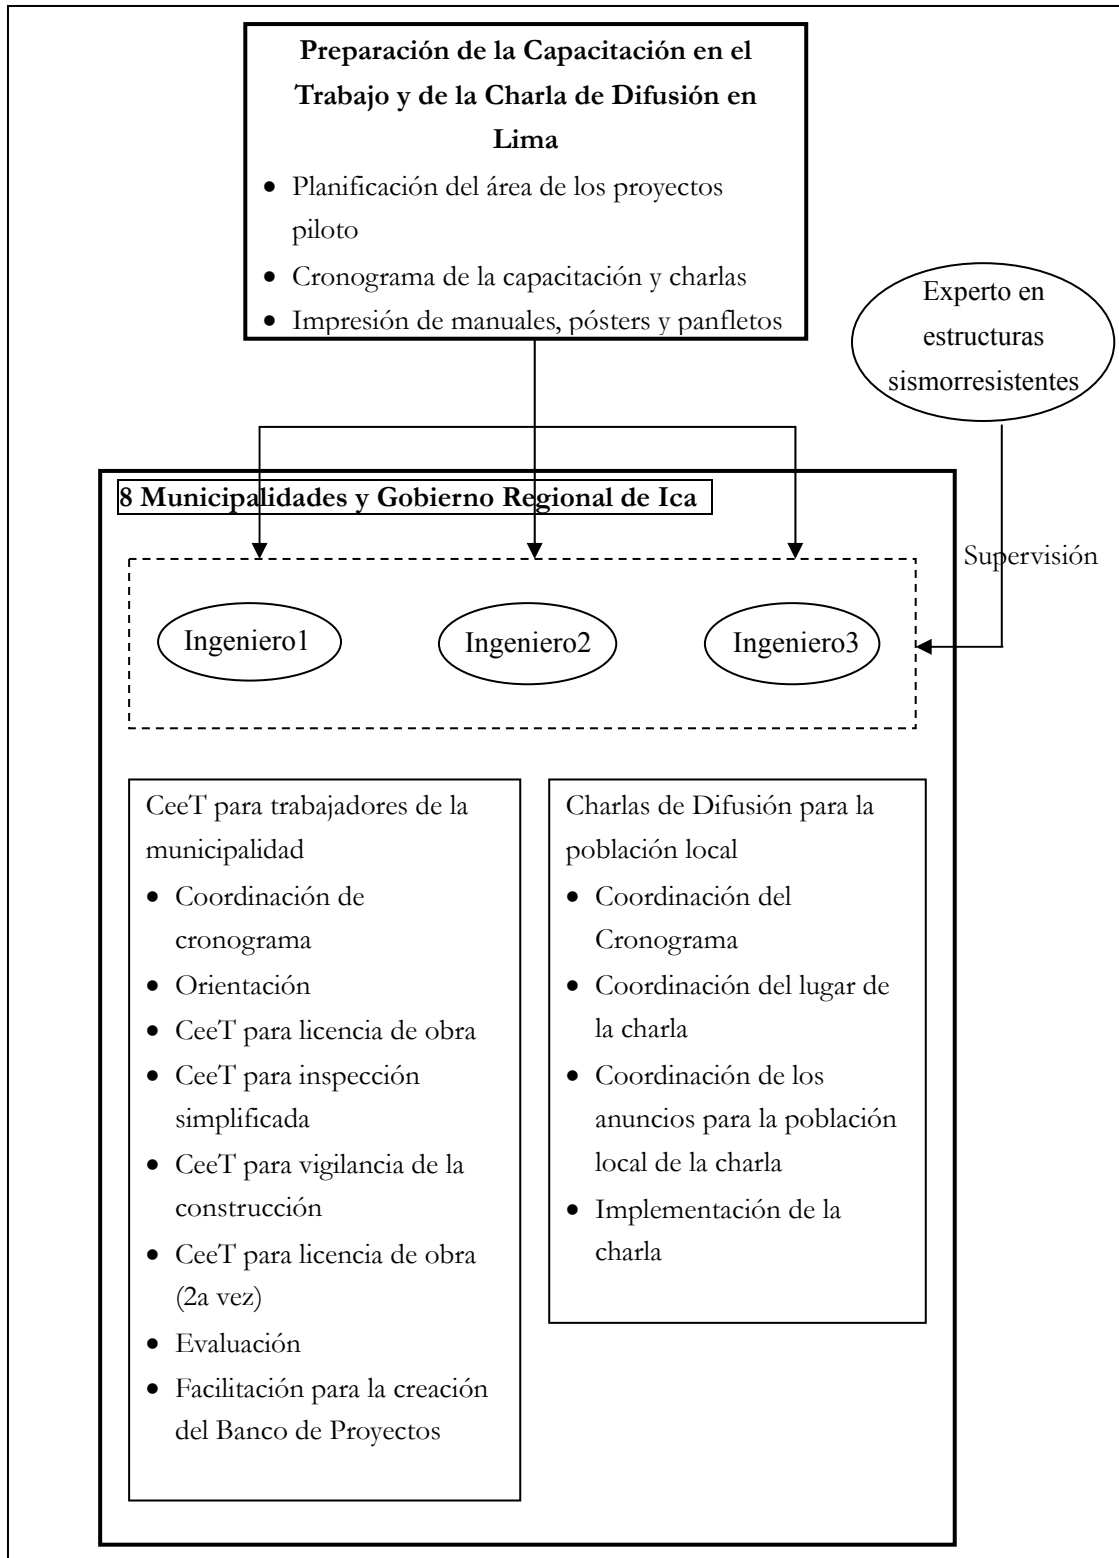 Preparación de la Capacitación en el
Trabajo y de la Charla de Difusión en
Lima
• Planificación del área de los proyectos
piloto
• Cronograma de la capacitación y charlas
• Impresión de manuales, pósters y panfletos
Experto en
estructuras
sismorresistentes
8 Municipalidades y Gobierno Regional de Ica
Supervisión
Ingeniero1
Ingeniero2
Ingeniero3
CeeT para trabajadores de la
municipalidad
• Coordinación de
cronograma
• Orientación
• CeeT para licencia de obra
• CeeT para inspección
simplificada
• CeeT para vigilancia de la
construcción
• CeeT para licencia de obra
(2a vez)
• Evaluación
• Facilitación para la creación
del Banco de Proyectos
Charlas de Difusión para la
población local
• Coordinación del
Cronograma
• Coordinación del lugar de
la charla
• Coordinación de los
anuncios para la población
local de la charla
• Implementación de la
charla